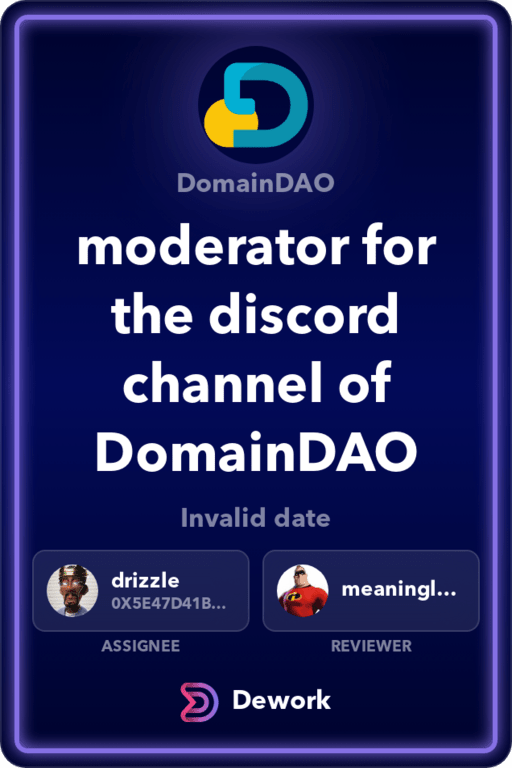 DomainDAO
moderator for
the discord
channel of
DomainDAO
Invalid date
drizzle
0X5E47D41B...
meaningl...
ASSIGNEE
REVIEWER
Dework